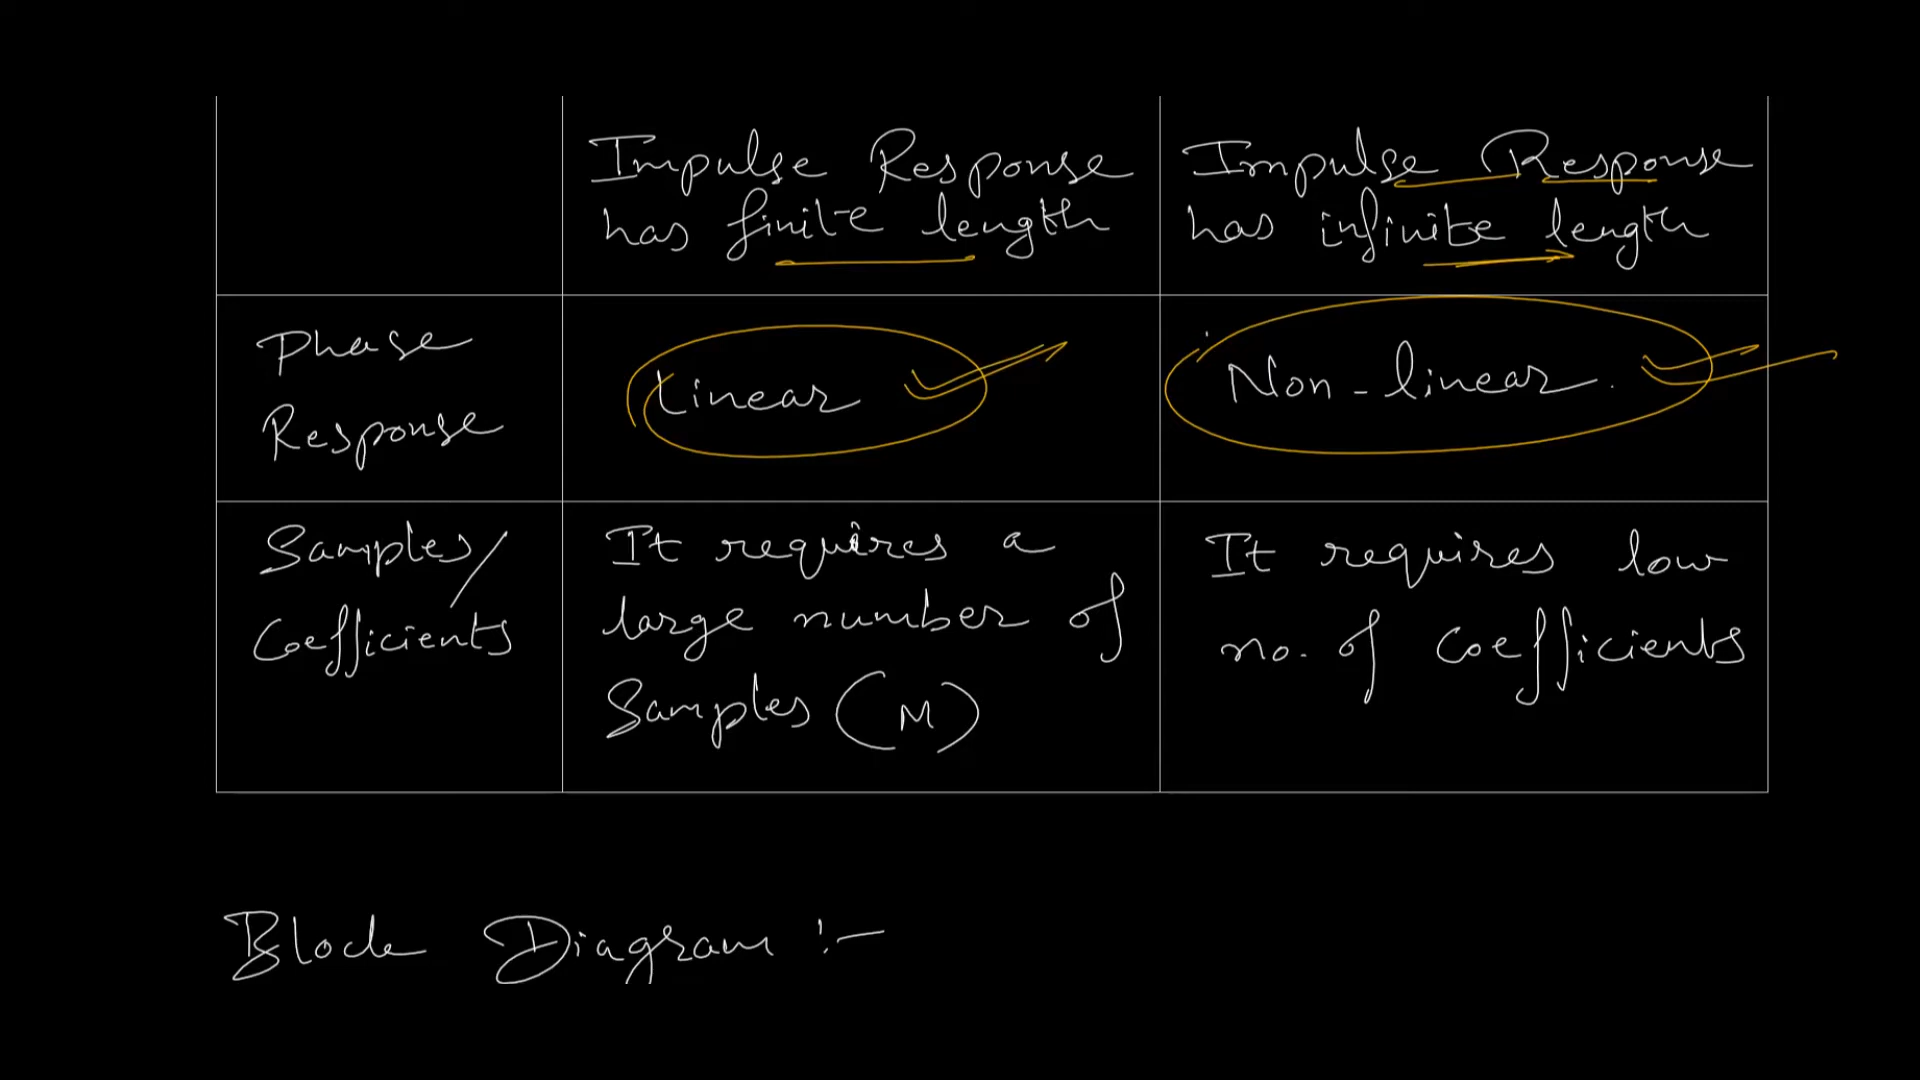 Impulse Response
has finite length
Impulse Response
has infinite length
Phase
Response
Linear
Non-linear.
Samples/
Coefficients
It requires a
large number of
Samples (M)
It requires low
no. of coefficients
Block Diagram :-